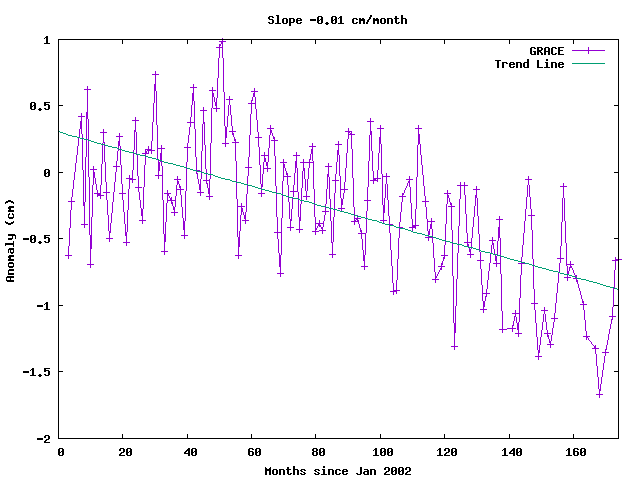 Slope -0.01 cm/month
GRACE
Trend Line
1
0.5
0
-0.5
-1
-1.5
-2
Anomaly (cm)
0 20 40 60 80 100 120 140 160
Months since Jan 2002